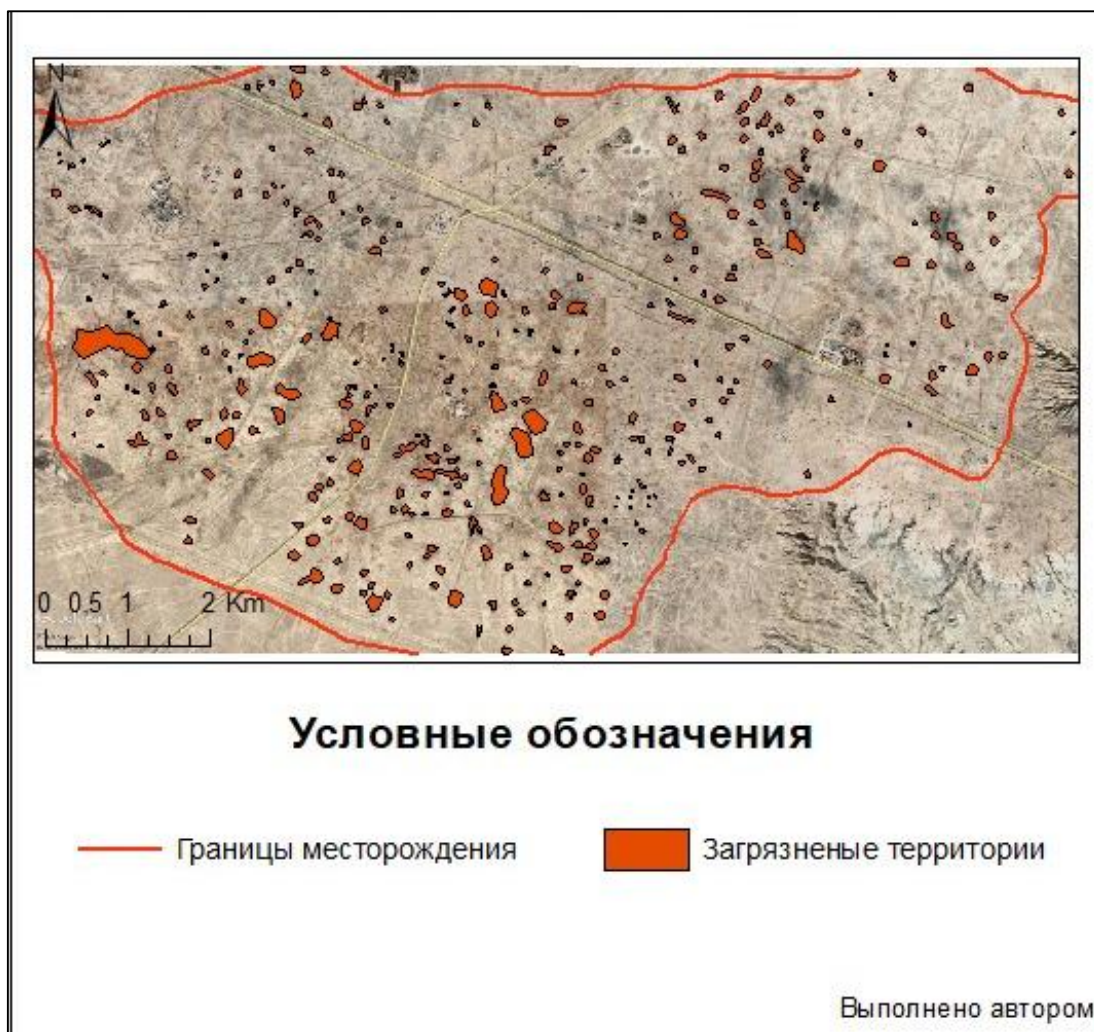 N
0 0.5 1 2 Km
Условные обозначения
Границы месторождения
Загрязненые территории
Выполнено автором